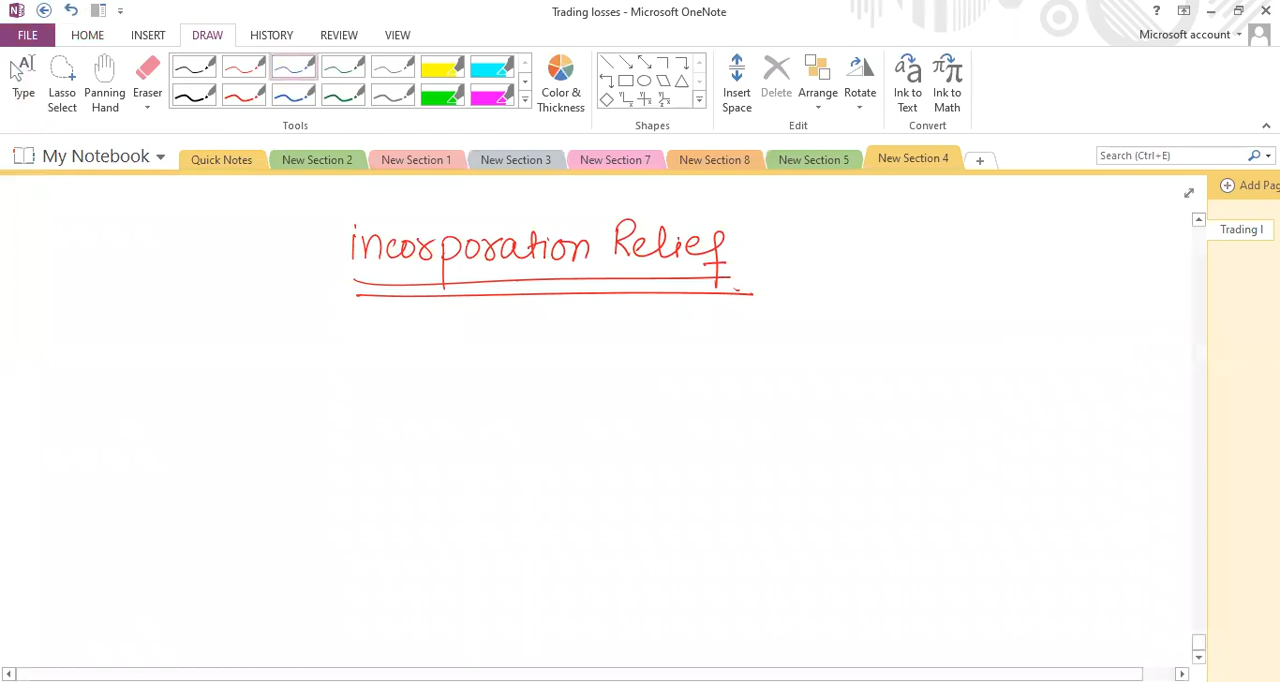 Trading losses - Microsoft OneNote
?
FILE HOME INSERT DRAW HISTORY REVIEW VIEW
Microsoft account
Type
Lasso Select
Panning Hand
Eraser
Color & Thickness
Insert Space
Delete
Arrange
Rotate
Ink to Text
Ink to Math
Tools Shapes Edit Convert
My Notebook
Quick Notes New Section 2 New Section 1 New Section 3 New Section 7 New Section 8 New Section 5 New Section 4
Search (Ctrl+E)
Add Pag
Trading l
incorporation Relief